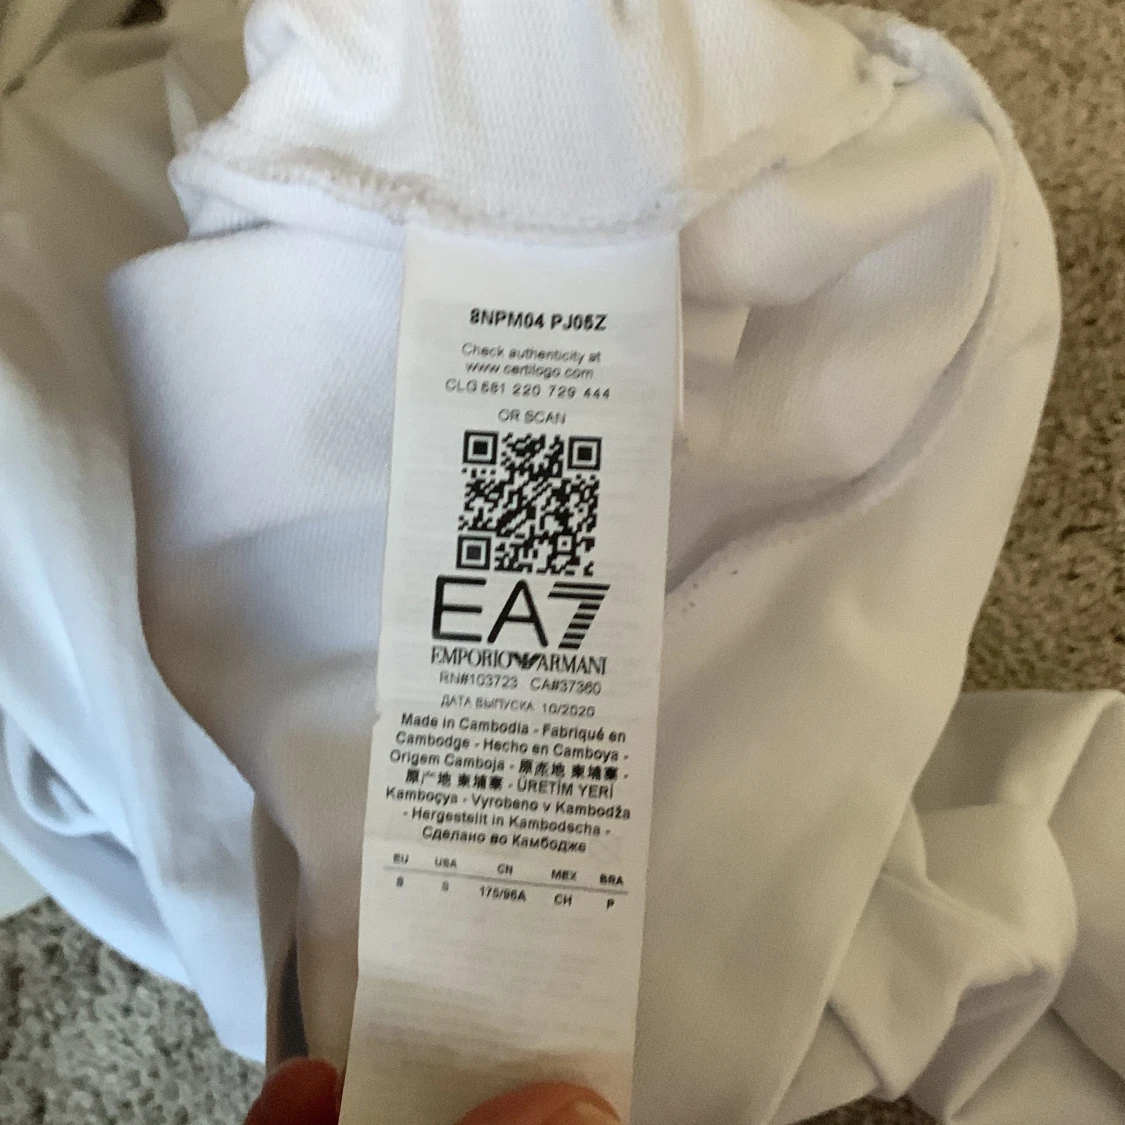 8NPM04 PJ05Z
Check authenticity at
www.certilogo.com
CLG 581 220 729 444
OR SCAN
EA7
EMPORIO ARMANI
RN#103723 CA#37360
ДАТА ВЫПУСКА 10/2020
Made in Cambodia - Fabriqué en
Cambodge - Hecho en Camboya -
Origem Camboja - 原產地 柬埔寨 -
原产地 柬埔寨 - ÜRETİM YERİ
Kamboçya - Vyrobeno v Kambodža
- Hergestellt in Kambodscha -
Сделано во Камбодже
EU USA CN MEX BRA
S S 175/96A CH P